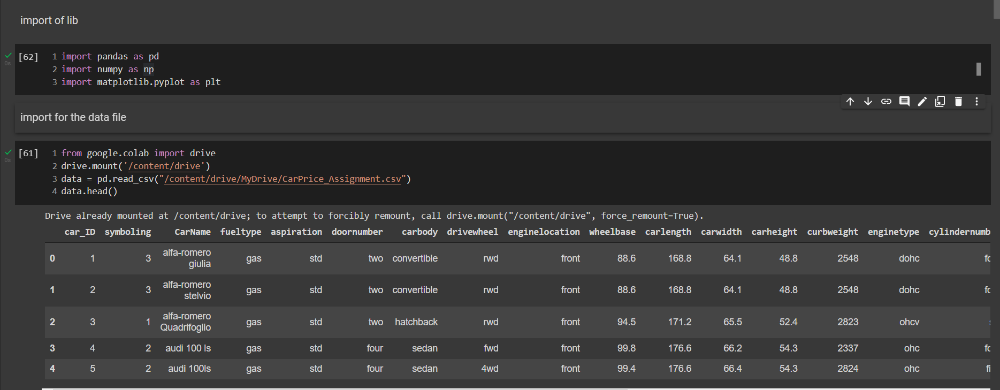 import of lib
[62] 1 import pandas as pd
0s 2 import numpy as np
3 import matplotlib.pyplot as plt
import for the data file
[61] 1 from google.colab import drive
0s 2 drive.mount('/content/drive')
3 data = pd.read_csv("/content/drive/MyDrive/CarPrice_Assignment.csv")
4 data.head()
Drive already mounted at /content/drive; to attempt to forcibly remount, call drive.mount("/content/drive", force_remount=True).
car_ID symboling CarName fueltype aspiration doornumber carbody drivewheel enginelocation wheelbase carlength carwidth carheight curbweight enginetype cylindernumb
0 1 3 alfa-romero giulia gas std two convertible rwd front 88.6 168.8 64.1 48.8 2548 dohc
1 2 3 alfa-romero stelvio gas std two convertible rwd front 88.6 168.8 64.1 48.8 2548 dohc
2 3 1 alfa-romero Quadrifoglio gas std two hatchback rwd front 94.5 171.2 65.5 52.4 2823 ohcv
3 4 2 audi 100 ls gas std four sedan fwd front 99.8 176.6 66.2 54.3 2337 ohc
4 5 2 audi 100ls gas std four sedan 4wd front 99.4 176.6 66.4 54.3 2824 ohc